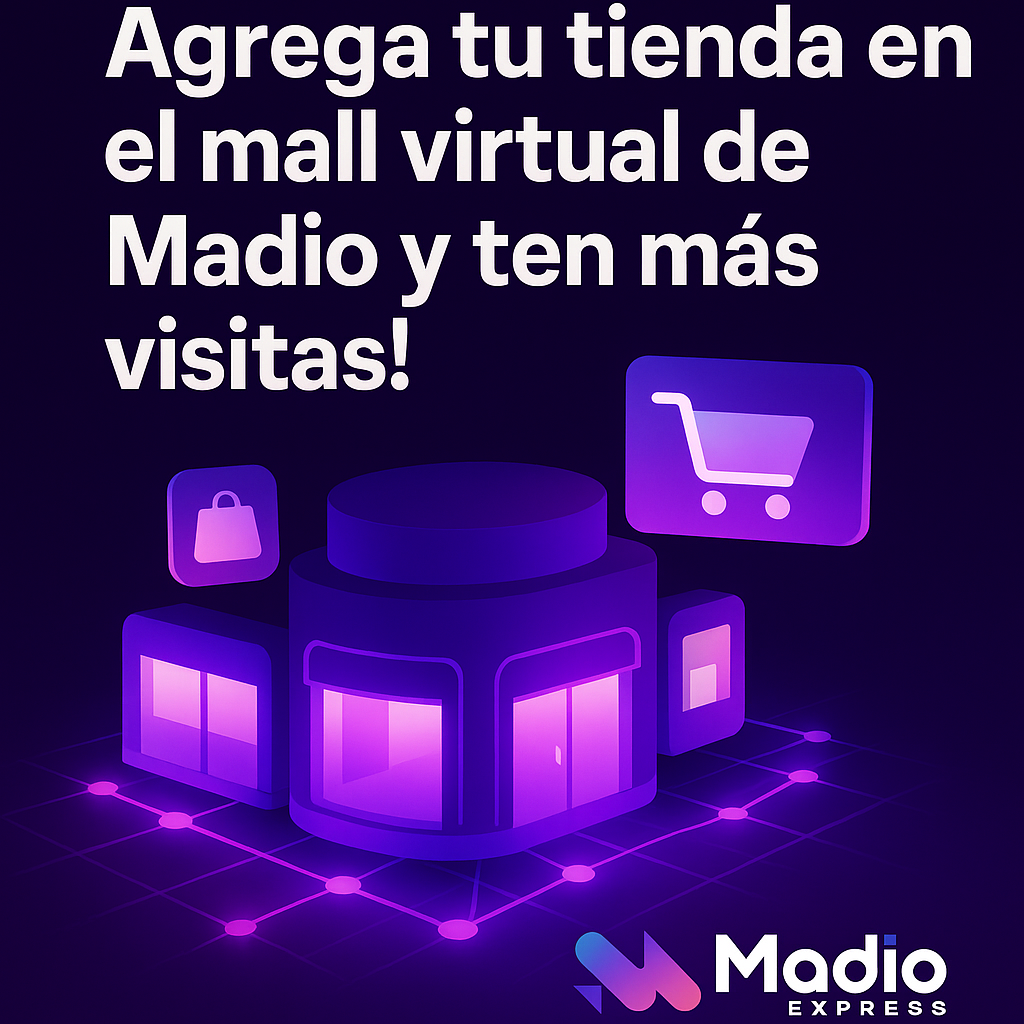 Agrega tu tienda en
el mall virtual de
Madio y ten más
visitas!
Madio
EXPRESS